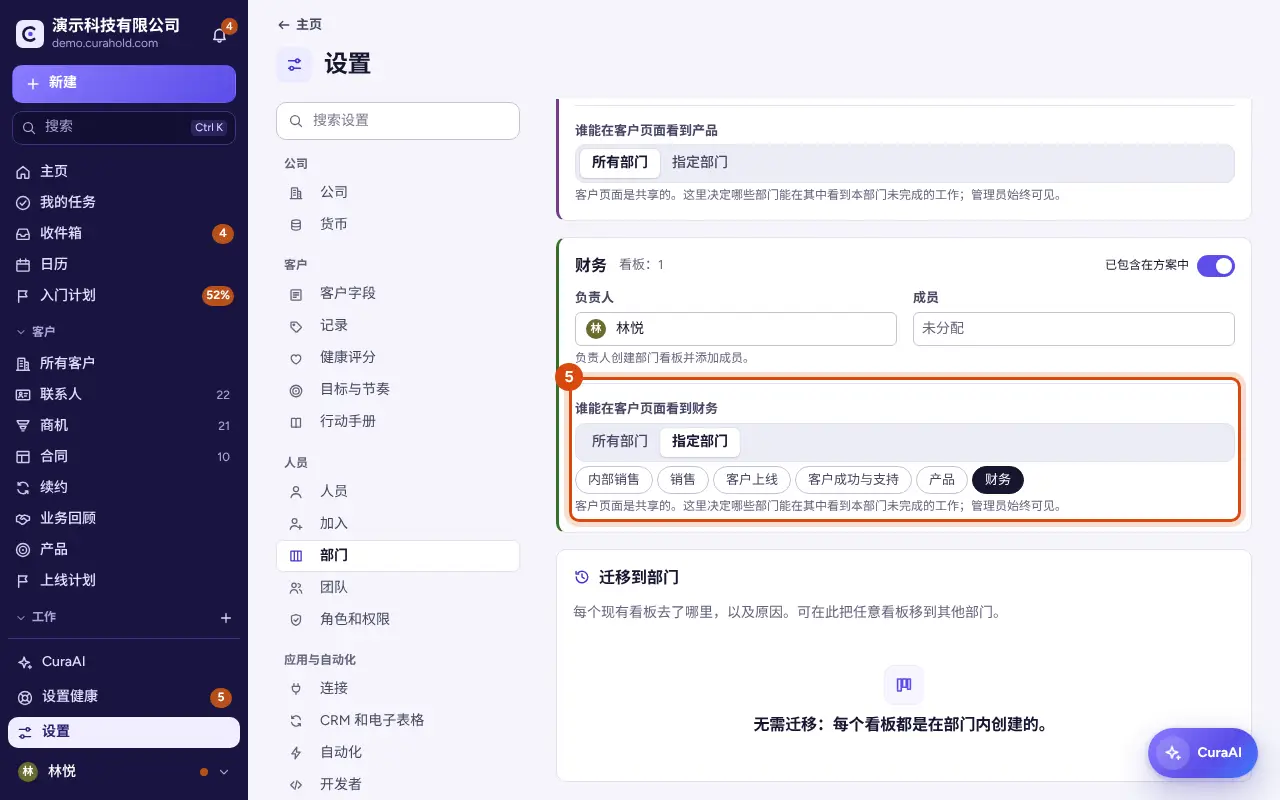 演示科技有限公司
demo.curahold.com
4
新建
搜索
Ctrl K
主页
我的任务
收件箱
4
日历
入门计划
52%
客户
所有客户
联系人
22
商机
21
合同
10
续约
业务回顾
产品
上线计划
工作
CuraAI
设置健康
5
设置
林
林悦
主页
设置
搜索设置
公司
公司
货币
客户
客户字段
记录
健康评分
目标与节奏
行动手册
人员
人员
加入
部门
团队
角色和权限
应用与自动化
连接
CRM 和电子表格
自动化
开发者
谁能在客户页面看到产品
所有部门
指定部门
客户页面是共享的。这里决定哪些部门能在其中看到本部门未完成的工作；管理员始终可见。
财务
看板：1
已包含在方案中
负责人
成员
林
林悦
未分配
负责人创建部门看板并添加成员。
5
谁能在客户页面看到财务
所有部门
指定部门
内部销售
销售
客户上线
客户成功与支持
产品
财务
客户页面是共享的。这里决定哪些部门能在其中看到本部门未完成的工作；管理员始终可见。
迁移到部门
每个现有看板去了哪里，以及原因。可在此把任意看板移到其他部门。
无需迁移：每个看板都是在部门内创建的。
CuraAI